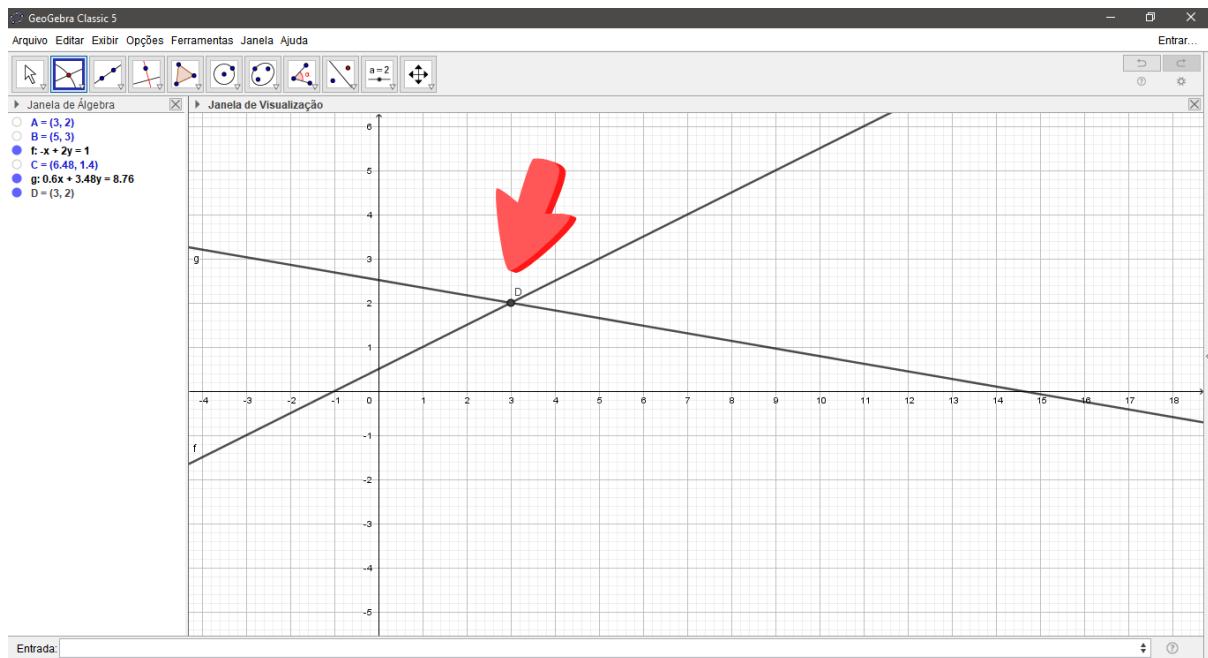 GeoGebra Classic 5
Arquivo Editar Exibir Opções Ferramentas Janela Ajuda
Entrar...
a = 2
Janela de Álgebra
Janela de Visualização
A = (3, 2)
B = (5, 3)
f: -x + 2y = 1
C = (6.48, 1.4)
g: 0.6x + 3.48y = 8.76
D = (3, 2)
6
5
4
3
g
D
2
1
-4 -3 -2 -1 0 1 2 3 4 5 6 7 8 9 10 11 12 13 14 15 16 17 18
f
-1
-2
-3
-4
-5
Entrada: